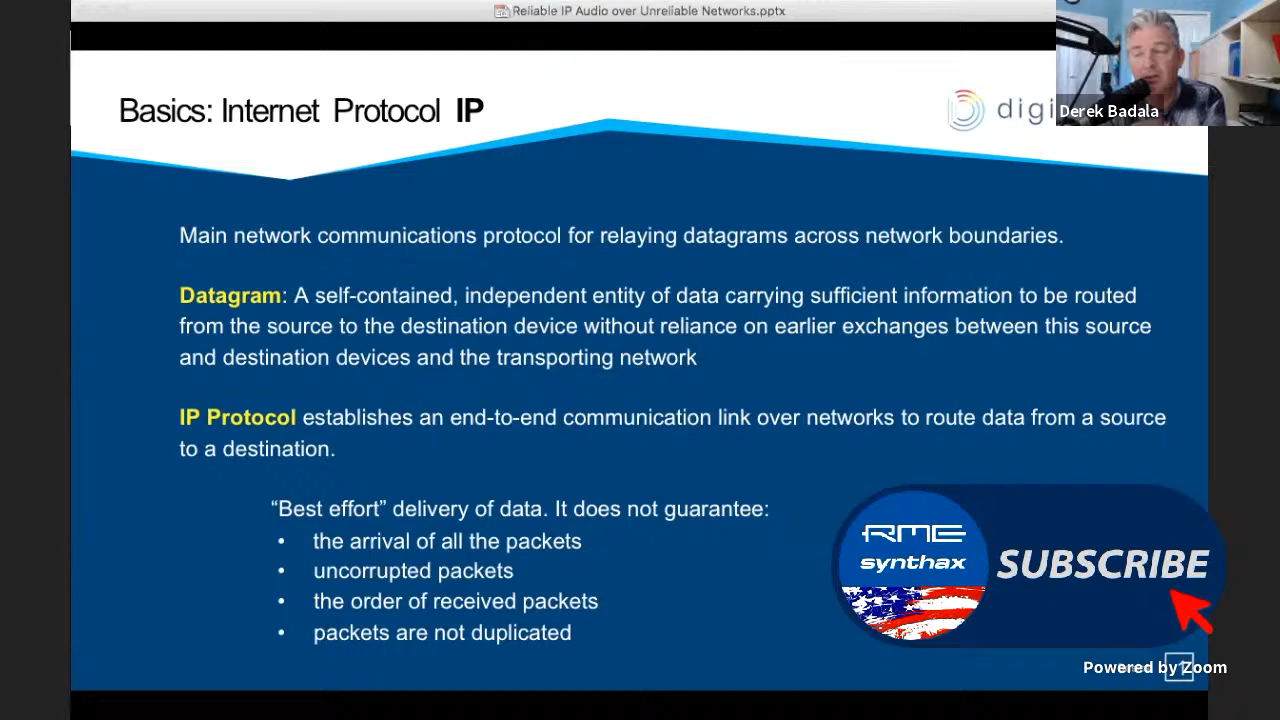 Reliable IP Audio over Unreliable Networks.pptx
Basics: Internet Protocol IP
digi
Derek Badala
Main network communications protocol for relaying datagrams across network boundaries.
Datagram: A self-contained, independent entity of data carrying sufficient information to be routed
from the source to the destination device without reliance on earlier exchanges between this source
and destination devices and the transporting network
IP Protocol establishes an end-to-end communication link over networks to route data from a source
to a destination.
“Best effort” delivery of data. It does not guarantee:
• the arrival of all the packets
• uncorrupted packets
• the order of received packets
• packets are not duplicated
RME
synthax
SUBSCRIBE
Powered by Zoom